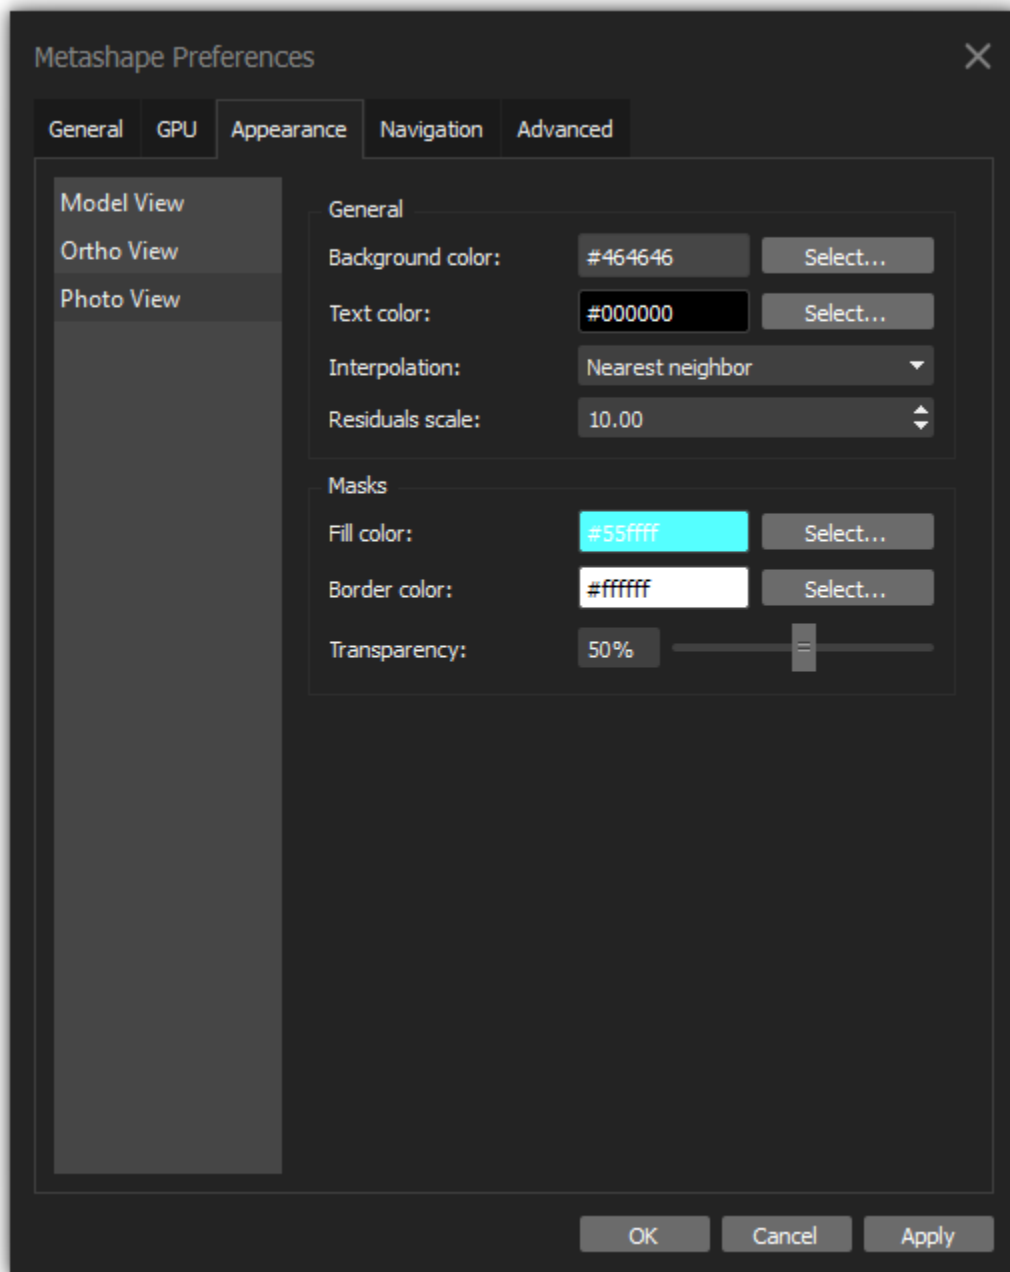 Metashape Preferences
General GPU Appearance Navigation Advanced
Model View
Ortho View
Photo View
General
Background color: #464646 Select...
Text color: #000000 Select...
Interpolation: Nearest neighbor
Residuals scale: 10.00
Masks
Fill color: #55ffff Select...
Border color: #ffffff Select...
Transparency: 50%
OK Cancel Apply